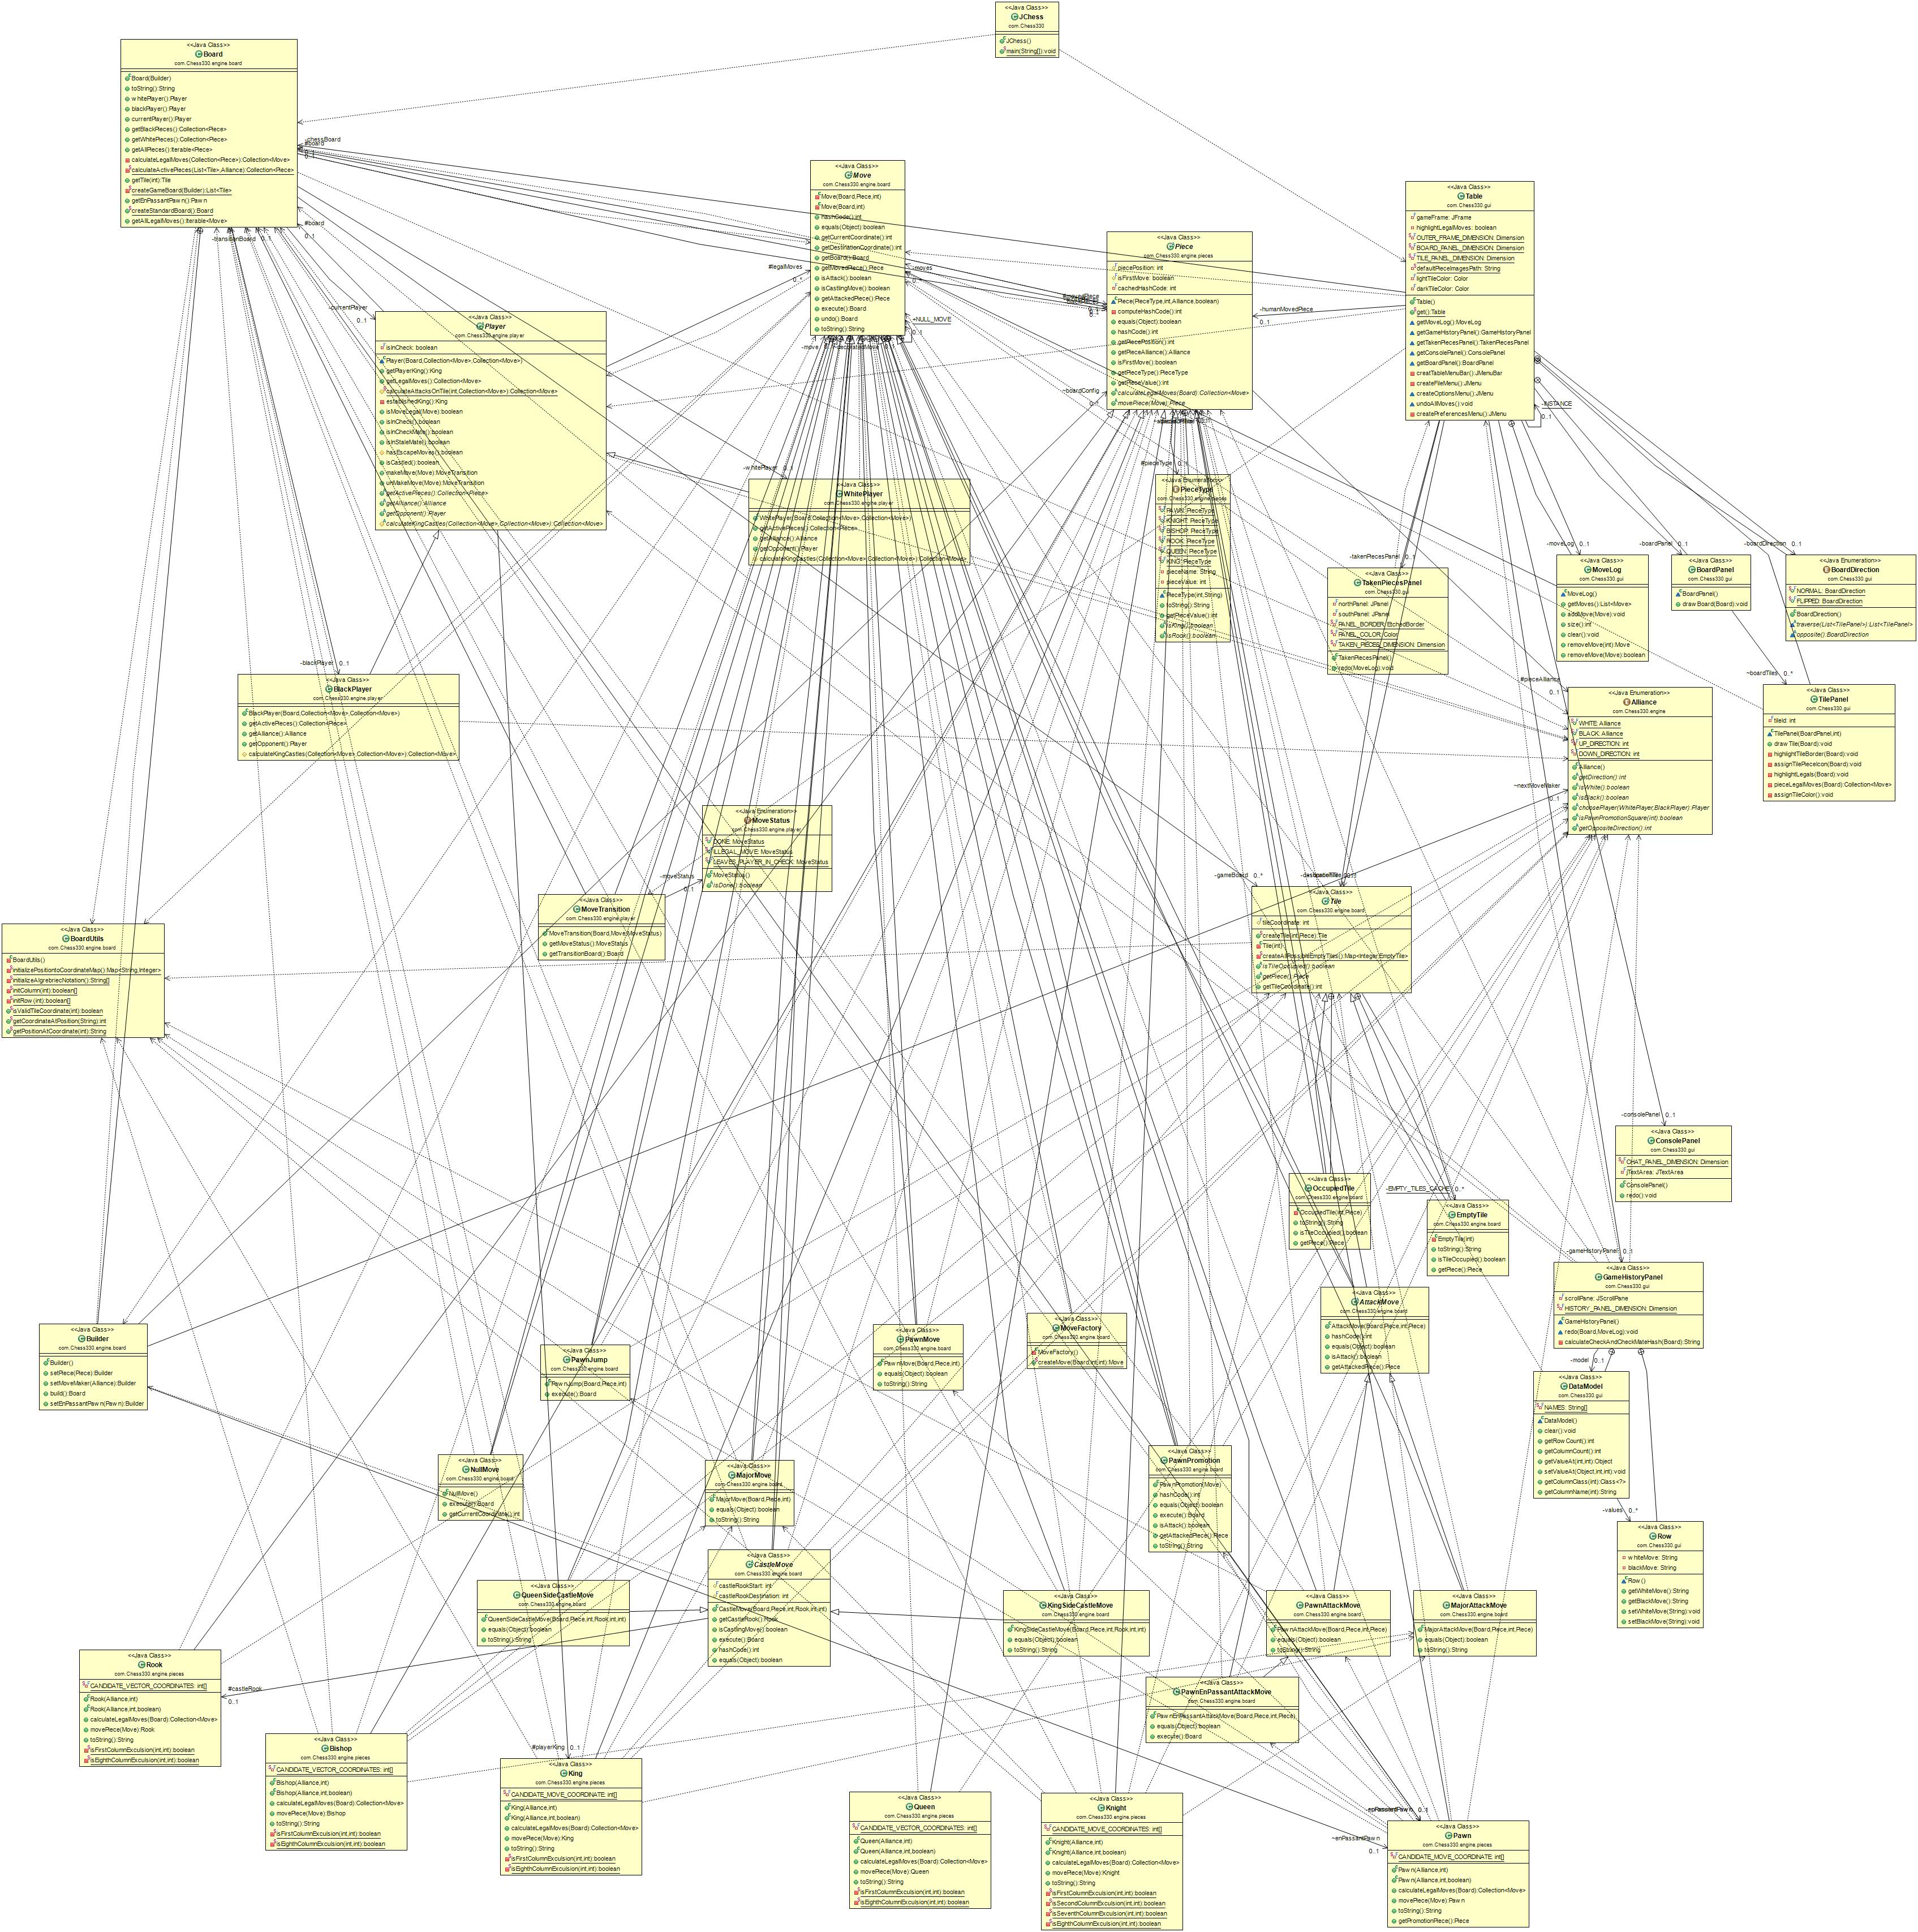 <<Java Class>>
JChess
com.Chess330
JChess()
main(String[]):void
<<Java Class>>
Board
com.Chess330.engine.board
Board(Builder)
toString():String
whitePlayer():Player
blackPlayer():Player
currentPlayer():Player
getBlackPieces():Collection<Piece>
getWhitePieces():Collection<Piece>
getAllPieces():Iterable<Piece>
calculateLegalMoves(Collection<Piece>):Collection<Move>
calculateActivePieces(List<Tile>,Alliance):Collection<Piece>
getTile(int):Tile
createGameBoard(Builder):List<Tile>
getEnPassantPawn():Pawn
createStandardBoard():Board
getAllLegalMoves():Iterable<Move>
-chessBoard
#board
0..1
#board
0..1
-transitionBoard
0..1
<<Java Class>>
Move
com.Chess330.engine.board
Move(Board,Piece,int)
Move(Board,int)
hashCode():int
equals(Object):boolean
getCurrentCoordinate():int
getDestinationCoordinate():int
getBoard():Board
getMovedPiece():Piece
isAttack():boolean
isCastlingMove():boolean
getAttackedPiece():Piece
execute():Board
undo():Board
toString():String
#legalMoves
0..*
-moves
+NULL_MOVE
0..1
-move
-decoratedMove
<<Java Class>>
Piece
com.Chess330.engine.pieces
piecePosition: int
isFirstMove: boolean
cachedHashCode: int
Piece(PieceType,int,Alliance,boolean)
computeHashCode():int
equals(Object):boolean
hashCode():int
getPiecePosition():int
getPieceAlliance():Alliance
isFirstMove():boolean
getPieceType():PieceType
getPieceValue():int
calculateLegalMoves(Board):Collection<Move>
movePiece(Move):Piece
-humanMovedPiece
0..1
~boardConfig
0..1
<<Java Class>>
Table
com.Chess330.gui
gameFrame: JFrame
highlightLegalMoves: boolean
OUTER_FRAME_DIMENSION: Dimension
BOARD_PANEL_DIMENSION: Dimension
TILE_PANEL_DIMENSION: Dimension
defaultPieceImagesPath: String
lightTileColor: Color
darkTileColor: Color
Table()
get():Table
getMoveLog():MoveLog
getGameHistoryPanel():GameHistoryPanel
getTakenPiecesPanel():TakenPiecesPanel
getConsolePanel():ConsolePanel
getBoardPanel():BoardPanel
creatTableMenuBar():JMenuBar
createFileMenu():JMenu
createOptionsMenu():JMenu
undoAllMoves():void
createPreferencesMenu():JMenu
-INSTANCE
0..1
-currentPlayer
0..1
<<Java Class>>
Player
com.Chess330.engine.player
isInCheck: boolean
Player(Board,Collection<Move>,Collection<Move>)
getPlayerKing():King
getLegalMoves():Collection<Move>
calculateAttacksOnTile(int,Collection<Move>):Collection<Move>
establishedKing():King
isMoveLegal(Move):boolean
isInCheck():boolean
isInCheckMate():boolean
isInStaleMate():boolean
hasEscapeMoves():boolean
isCastled():boolean
makeMove(Move):MoveTransition
unMakeMove(Move):MoveTransition
getActivePieces():Collection<Piece>
getAlliance():Alliance
getOpponent():Player
calculateKingCastles(Collection<Move>,Collection<Move>):Collection<Move>
-whitePlayer
0..1
<<Java Class>>
WhitePlayer
com.Chess330.engine.player
WhitePlayer(Board,Collection<Move>,Collection<Move>)
getActivePieces():Collection<Piece>
getAlliance():Alliance
getOpponent():Player
calculateKingCastles(Collection<Move>,Collection<Move>):Collection<Move>
#pieceType
0..1
<<Java Enumeration>>
PieceType
com.Chess330.engine.pieces
PAWN: PieceType
KNIGHT: PieceType
BISHOP: PieceType
ROOK: PieceType
QUEEN: PieceType
KING: PieceType
pieceName: String
pieceValue: int
PieceType(int,String)
toString():String
getPieceValue():int
isKing():boolean
isRook():boolean
-takenPiecesPanel
0..1
<<Java Class>>
TakenPiecesPanel
com.Chess330.gui
northPanel: JPanel
southPanel: JPanel
PANEL_BORDER: EtchedBorder
PANEL_COLOR: Color
TAKEN_PIECES_DIMENSION: Dimension
TakenPiecesPanel()
redo(MoveLog):void
-moveLog
0..1
<<Java Class>>
MoveLog
com.Chess330.gui
MoveLog()
getMoves():List<Move>
addMove(Move):void
size():int
clear():void
removeMove(int):Move
removeMove(Move):boolean
-boardPanel
0..1
<<Java Class>>
BoardPanel
com.Chess330.gui
BoardPanel()
drawBoard(Board):void
-boardDirection
0..1
<<Java Enumeration>>
BoardDirection
com.Chess330.gui
NORMAL: BoardDirection
FLIPPED: BoardDirection
BoardDirection()
traverse(List<TilePanel>):List<TilePanel>
opposite():BoardDirection
~boardTiles
0..*
<<Java Class>>
TilePanel
com.Chess330.gui
tileId: int
TilePanel(BoardPanel,int)
drawTile(Board):void
highlightTileBorder(Board):void
assignTilePieceIcon(Board):void
highlightLegals(Board):void
pieceLegalMoves(Board):Collection<Move>
assignTileColor():void
-blackPlayer
0..1
<<Java Class>>
BlackPlayer
com.Chess330.engine.player
BlackPlayer(Board,Collection<Move>,Collection<Move>)
getActivePieces():Collection<Piece>
getAlliance():Alliance
getOpponent():Player
calculateKingCastles(Collection<Move>,Collection<Move>):Collection<Move>
#pieceAlliance
0..1
<<Java Enumeration>>
Alliance
com.Chess330.engine
WHITE: Alliance
BLACK: Alliance
UP_DIRECTION: int
DOWN_DIRECTION: int
Alliance()
getDirection():int
isWhite():boolean
isBlack():boolean
choosePlayer(WhitePlayer,BlackPlayer):Player
isPawnPromotionSquare(int):boolean
getOppositeDirection():int
~nextMoveMaker
0..1
<<Java Enumeration>>
MoveStatus
com.Chess330.engine.player
DONE: MoveStatus
ILLEGAL_MOVE: MoveStatus
LEAVES_PLAYER_IN_CHECK: MoveStatus
MoveStatus()
isDone():boolean
-moveStatus
0..1
<<Java Class>>
MoveTransition
com.Chess330.engine.player
MoveTransition(Board,Move,MoveStatus)
getMoveStatus():MoveStatus
getTransitionBoard():Board
-gameBoard
0..*
<<Java Class>>
Tile
com.Chess330.engine.board
tileCoordinate: int
createTile(int,Piece):Tile
Tile(int)
createAllPossibleEmptyTiles():Map<Integer,EmptyTile>
isTileOccupied():boolean
getPiece():Piece
getTileCoordinate():int
<<Java Class>>
BoardUtils
com.Chess330.engine.board
BoardUtils()
initializePositiontoCoordinateMap():Map<String,Integer>
initializeAlgrebriecNotation():String[]
initColumn(int):boolean[]
initRow(int):boolean[]
isValidTileCoordinate(int):boolean
getCoordinateAtPosition(String):int
getPositionAtCoordinate(int):String
-consolePanel
0..1
<<Java Class>>
ConsolePanel
com.Chess330.gui
CHAT_PANEL_DIMENSION: Dimension
jTextArea: JTextArea
ConsolePanel()
redo():void
<<Java Class>>
OccupiedTile
com.Chess330.engine.board
OccupiedTile(int,Piece)
toString():String
isTileOccupied():boolean
getPiece():Piece
-EMPTY_TILES_CACHE
0..*
<<Java Class>>
EmptyTile
com.Chess330.engine.board
EmptyTile(int)
toString():String
isTileOccupied():boolean
getPiece():Piece
-gameHistoryPanel
0..1
<<Java Class>>
GameHistoryPanel
com.Chess330.gui
scrollPane: JScrollPane
HISTORY_PANEL_DIMENSION: Dimension
GameHistoryPanel()
redo(Board,MoveLog):void
calculateCheckAndCheckMateHash(Board):String
<<Java Class>>
AttackMove
com.Chess330.engine.board
AttackMove(Board,Piece,int,Piece)
hashCode():int
equals(Object):boolean
isAttack():boolean
getAttackedPiece():Piece
<<Java Class>>
MoveFactory
com.Chess330.engine.board
MoveFactory()
createMove(Board,int,int):Move
<<Java Class>>
PawnMove
com.Chess330.engine.board
PawnMove(Board,Piece,int)
equals(Object):boolean
toString():String
<<Java Class>>
Builder
com.Chess330.engine.board
Builder()
setPiece(Piece):Builder
setMoveMaker(Alliance):Builder
build():Board
setEnPassantPawn(Pawn):Builder
<<Java Class>>
PawnJump
com.Chess330.engine.board
PawnJump(Board,Piece,int)
execute():Board
-model
0..1
<<Java Class>>
DataModel
com.Chess330.gui
NAMES: String[]
DataModel()
clear():void
getRowCount():int
getColumnCount():int
getValueAt(int,int):Object
setValueAt(Object,int,int):void
getColumnClass(int):Class<?>
getColumnName(int):String
-values
0..*
<<Java Class>>
Row
com.Chess330.gui
whiteMove: String
blackMove: String
Row()
getWhiteMove():String
getBlackMove():String
setWhiteMove(String):void
setBlackMove(String):void
<<Java Class>>
NullMove
com.Chess330.engine.board
NullMove()
execute():Board
getCurrentCoordinate():int
<<Java Class>>
MajorMove
com.Chess330.engine.board
MajorMove(Board,Piece,int)
equals(Object):boolean
toString():String
<<Java Class>>
PawnPromotion
com.Chess330.engine.board
PawnPromotion(Move)
hashCode():int
equals(Object):boolean
execute():Board
isAttack():boolean
getAttackedPiece():Piece
toString():String
<<Java Class>>
CastleMove
com.Chess330.engine.board
castleRookStart: int
castleRookDestination: int
CastleMove(Board,Piece,int,Rook,int,int)
getCastleRook():Rook
isCastlingMove():boolean
execute():Board
hashCode():int
equals(Object):boolean
<<Java Class>>
QueenSideCastleMove
com.Chess330.engine.board
QueenSideCastleMove(Board,Piece,int,Rook,int,int)
equals(Object):boolean
toString():String
<<Java Class>>
KingSideCastleMove
com.Chess330.engine.board
KingSideCastleMove(Board,Piece,int,Rook,int,int)
equals(Object):boolean
toString():String
<<Java Class>>
PawnAttackMove
com.Chess330.engine.board
PawnAttackMove(Board,Piece,int,Piece)
equals(Object):boolean
toString():String
<<Java Class>>
MajorAttackMove
com.Chess330.engine.board
MajorAttackMove(Board,Piece,int,Piece)
equals(Object):boolean
toString():String
<<Java Class>>
PawnEnPassantAttackMove
com.Chess330.engine.board
PawnEnPassantAttackMove(Board,Piece,int,Piece)
equals(Object):boolean
execute():Board
#castleRook
0..1
<<Java Class>>
Rook
com.Chess330.engine.pieces
CANDIDATE_VECTOR_COORDINATES: int[]
Rook(Alliance,int)
Rook(Alliance,int,boolean)
calculateLegalMoves(Board):Collection<Move>
movePiece(Move):Rook
toString():String
isFirstColumnExculsion(int,int):boolean
isEighthColumnExculsion(int,int):boolean
<<Java Class>>
Bishop
com.Chess330.engine.pieces
CANDIDATE_VECTOR_COORDINATES: int[]
Bishop(Alliance,int)
Bishop(Alliance,int,boolean)
calculateLegalMoves(Board):Collection<Move>
movePiece(Move):Bishop
toString():String
isFirstColumnExculsion(int,int):boolean
isEighthColumnExculsion(int,int):boolean
#playerKing
0..1
<<Java Class>>
King
com.Chess330.engine.pieces
CANDIDATE_MOVE_COORDINATE: int[]
King(Alliance,int)
King(Alliance,int,boolean)
calculateLegalMoves(Board):Collection<Move>
movePiece(Move):King
toString():String
isFirstColumnExculsion(int,int):boolean
isEighthColumnExculsion(int,int):boolean
<<Java Class>>
Queen
com.Chess330.engine.pieces
CANDIDATE_VECTOR_COORDINATES: int[]
Queen(Alliance,int)
Queen(Alliance,int,boolean)
calculateLegalMoves(Board):Collection<Move>
movePiece(Move):Queen
toString():String
isFirstColumnExculsion(int,int):boolean
isEighthColumnExculsion(int,int):boolean
<<Java Class>>
Knight
com.Chess330.engine.pieces
CANDIDATE_MOVE_COORDINATES: int[]
Knight(Alliance,int)
Knight(Alliance,int,boolean)
calculateLegalMoves(Board):Collection<Move>
movePiece(Move):Knight
toString():String
isFirstColumnExculsion(int,int):boolean
isSecondColumnExculsion(int,int):boolean
isSeventhColumnExculsion(int,int):boolean
isEighthColumnExculsion(int,int):boolean
0..1
~enPassantPawn
0..1
<<Java Class>>
Pawn
com.Chess330.engine.pieces
CANDIDATE_MOVE_COORDINATE: int[]
Pawn(Alliance,int)
Pawn(Alliance,int,boolean)
calculateLegalMoves(Board):Collection<Move>
movePiece(Move):Pawn
toString():String
getPromotionPiece():Piece